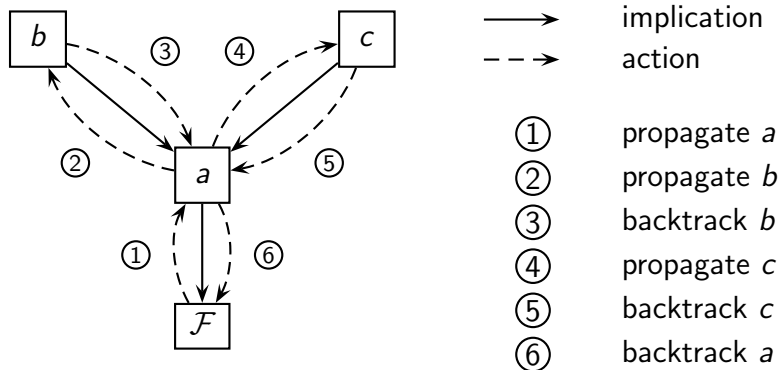 b
c
③
④
②
a
⑤
①
⑥
F
implication
action
① propagate a
② propagate b
③ backtrack b
④ propagate c
⑤ backtrack c
⑥ backtrack a